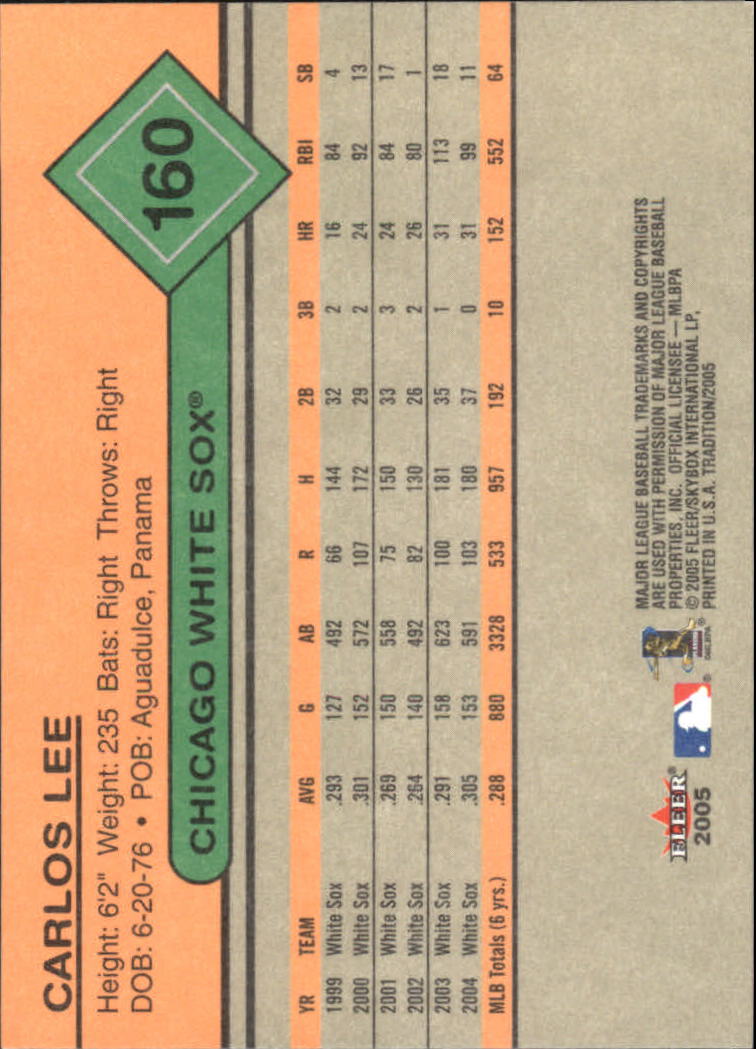 CARLOS LEE
Height: 6'2" Weight: 235 Bats: Right Throws: Right
DOB: 6-20-76 • POB: Aguadulce, Panama
160
CHICAGO WHITE SOX®
YR TEAM AVG G AB R H 2B 3B HR RBI SB
1999 White Sox .293 127 492 66 144 32 2 16 84 4
2000 White Sox .301 152 572 107 172 29 2 24 92 13
2001 White Sox .269 150 558 75 150 33 3 24 84 17
2002 White Sox .264 140 492 82 130 26 2 26 80 1
2003 White Sox .291 158 623 100 181 35 1 31 113 18
2004 White Sox .305 153 591 103 180 37 0 31 99 11
MLB Totals (6 yrs.) .288 880 3328 533 957 192 10 152 552 64
FLEER®
2005
MAJOR LEAGUE BASEBALL TRADEMARKS AND COPYRIGHTS
ARE USED WITH PERMISSION OF MAJOR LEAGUE BASEBALL
PROPERTIES, INC. OFFICIAL LICENSEE — MLBPA
© 2005 FLEER/SKYBOX INTERNATIONAL LP,
PRINTED IN U.S.A. TRADITION/2005